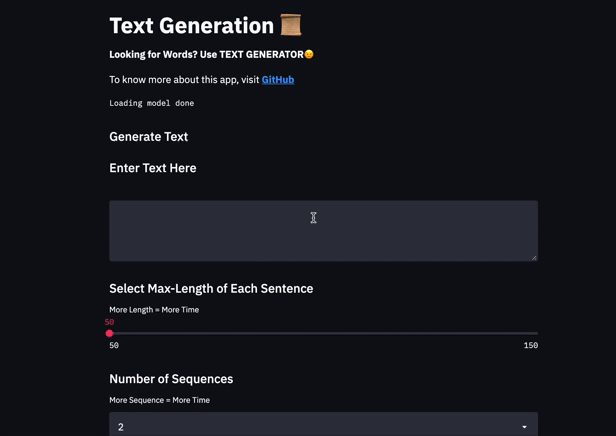 Text Generation 📜
Looking for Words? Use TEXT GENERATOR😊
To know more about this app, visit GitHub
Loading model done
Generate Text
Enter Text Here
Select Max-Length of Each Sentence
More Length = More Time
50
50 150
Number of Sequences
More Sequence = More Time
2